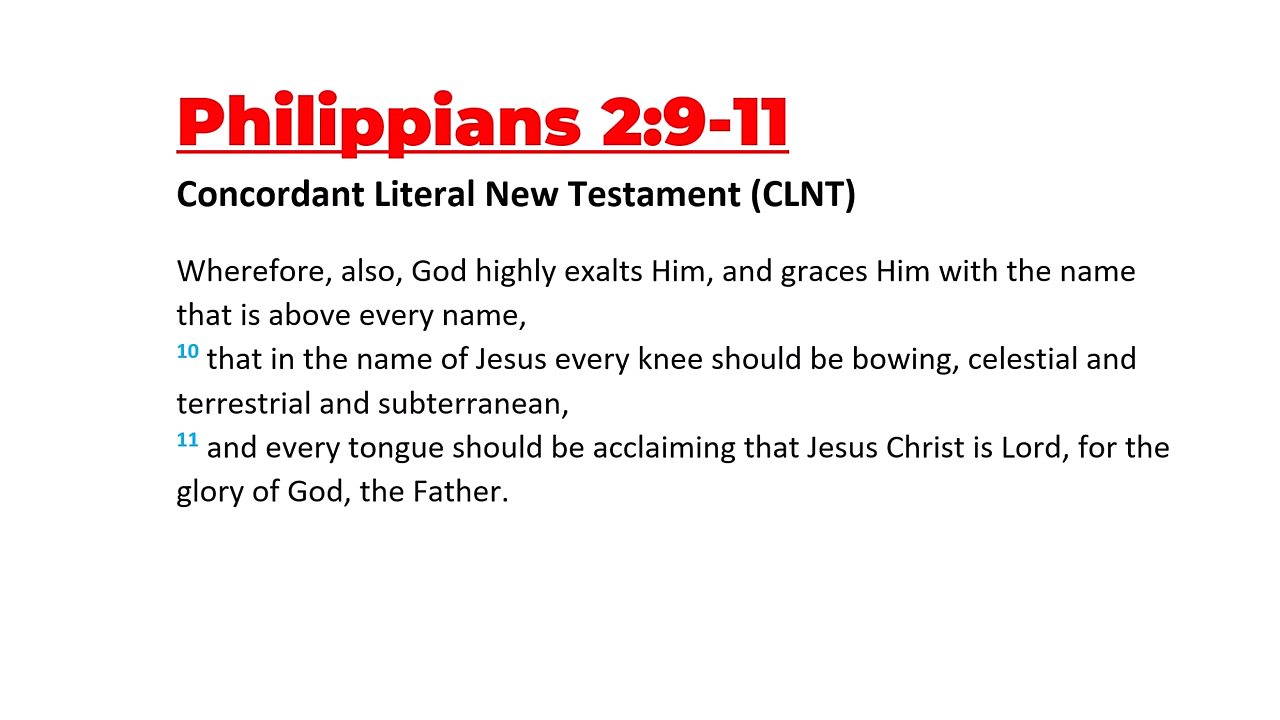 Philippians 2:9-11
Concordant Literal New Testament (CLNT)
Wherefore, also, God highly exalts Him, and graces Him with the name
that is above every name,
10 that in the name of Jesus every knee should be bowing, celestial and
terrestrial and subterranean,
11 and every tongue should be acclaiming that Jesus Christ is Lord, for the
glory of God, the Father.